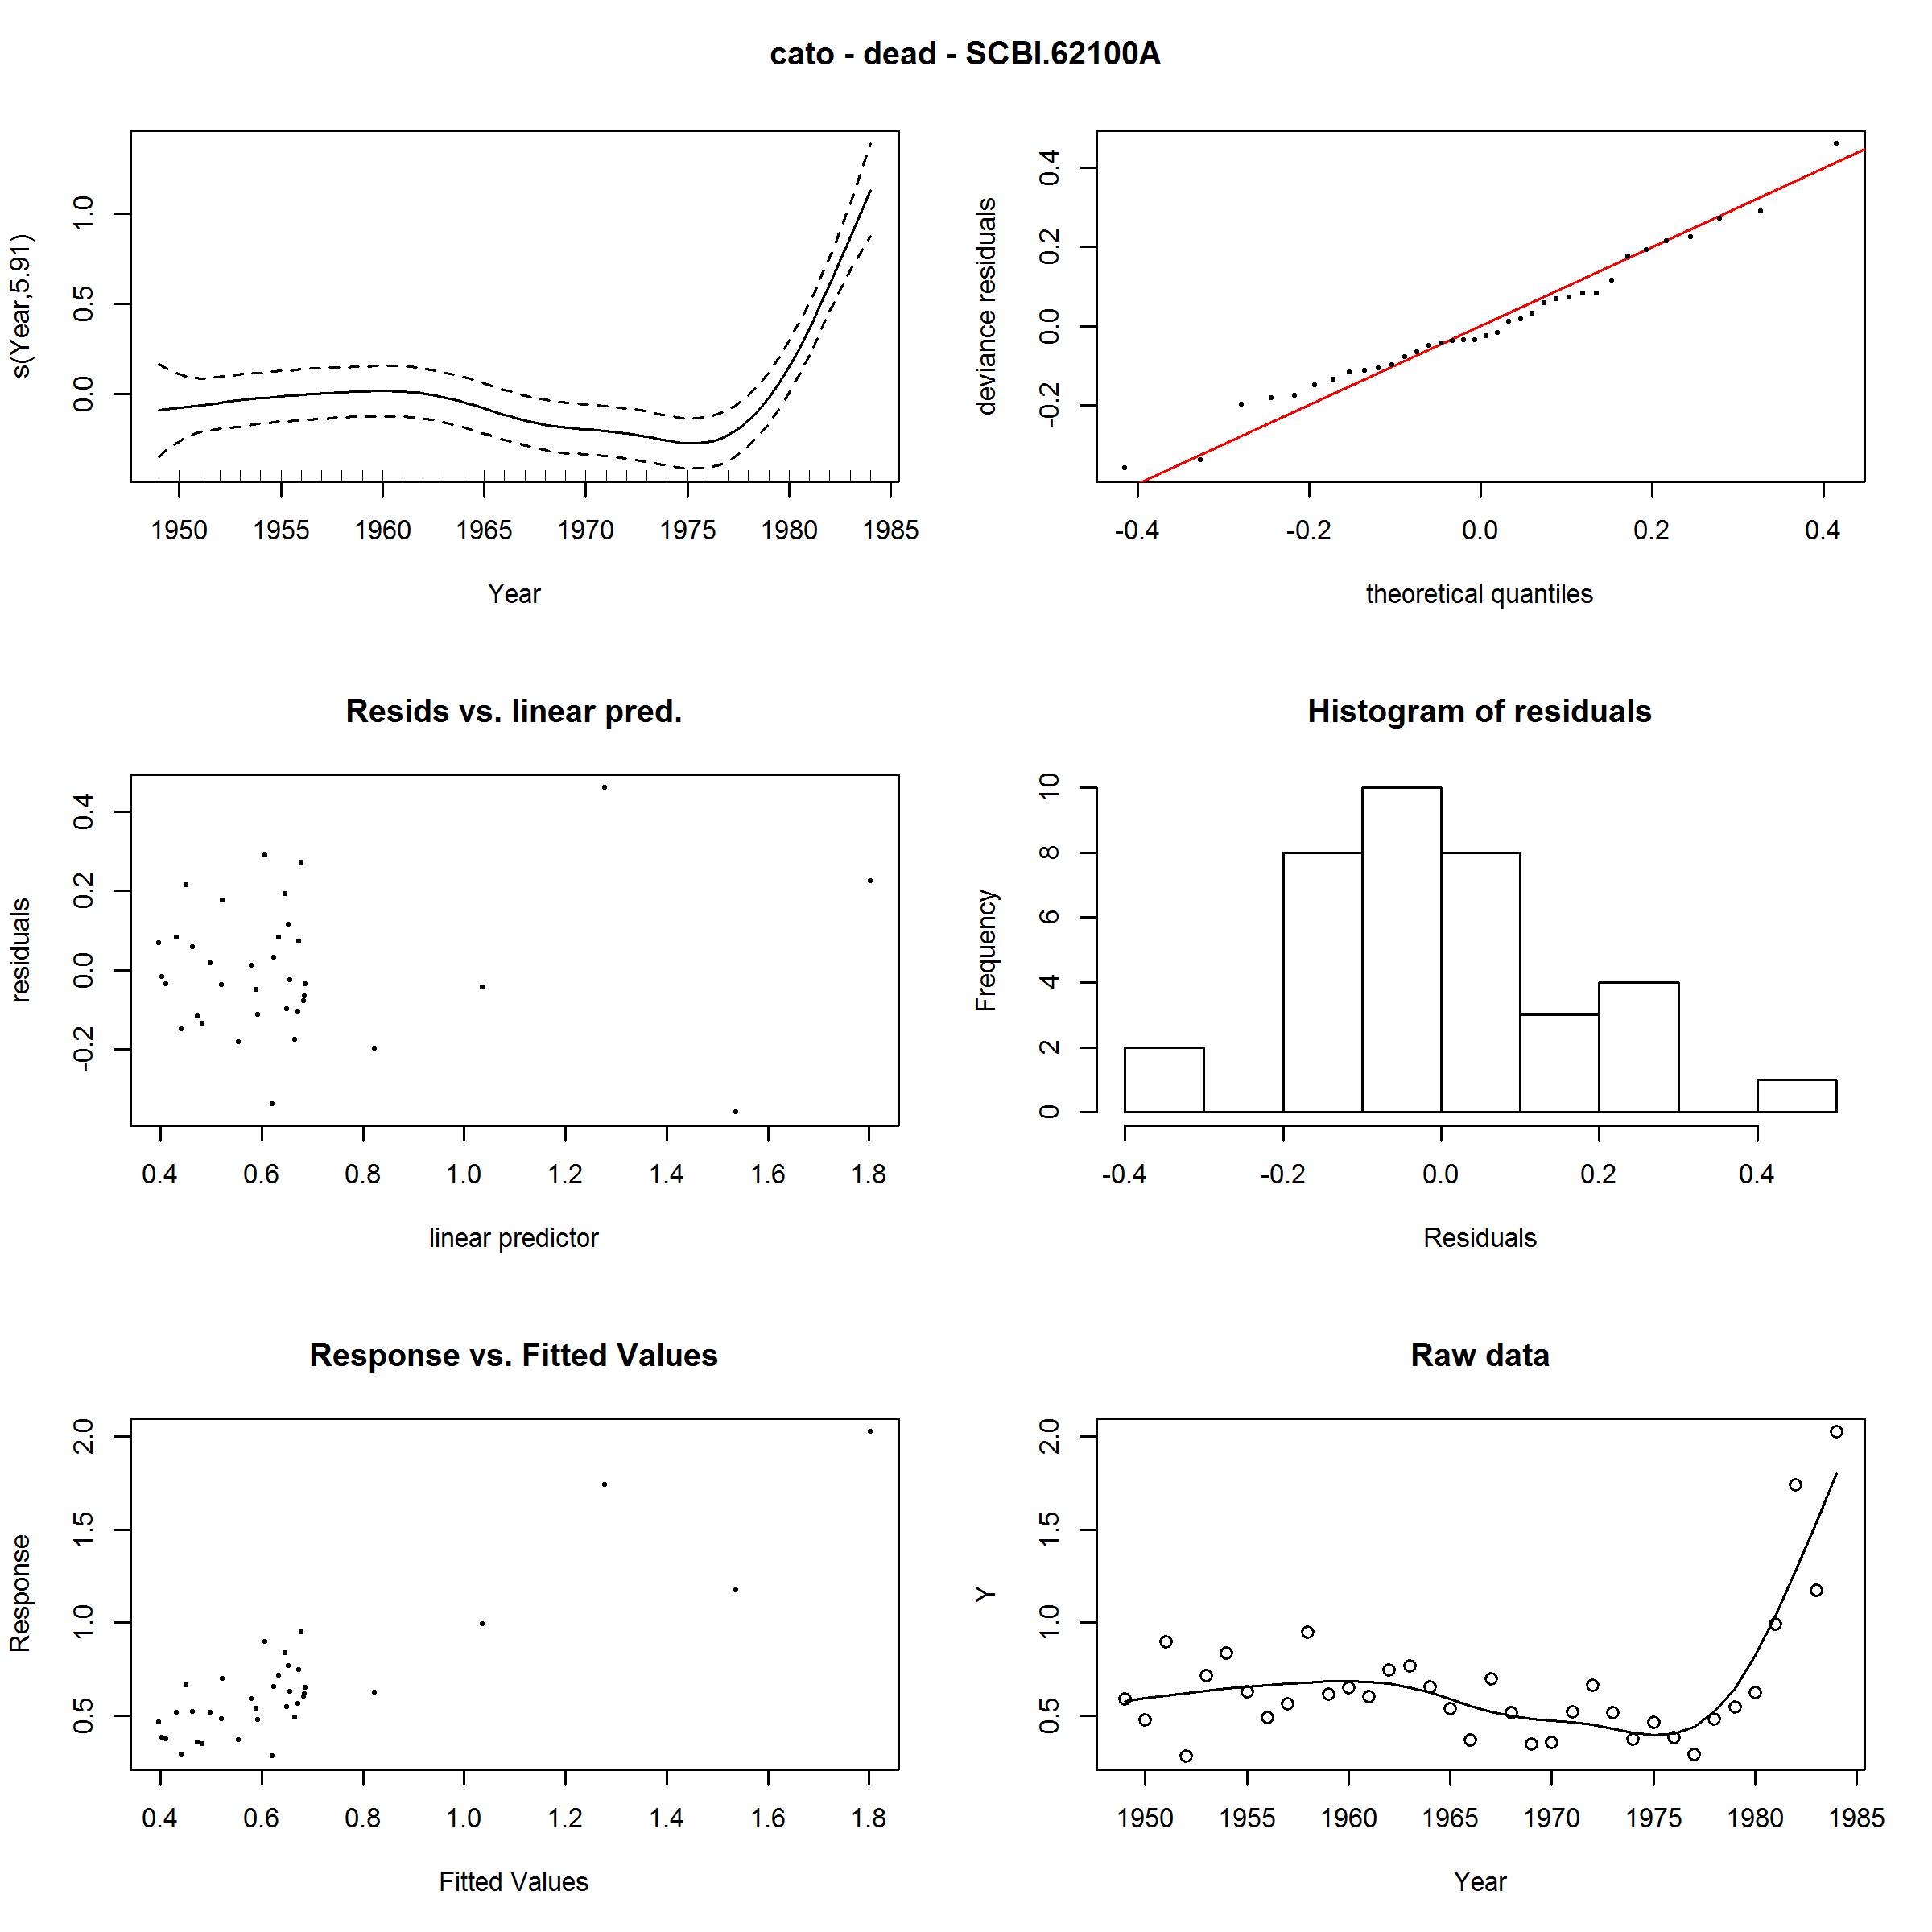 cato - dead - SCBI.62100A
s(Year,5.91)
0.0 0.5 1.0
1950 1955 1960 1965 1970 1975 1980 1985
Year
deviance residuals
-0.2 0.0 0.2 0.4
-0.4 -0.2 0.0 0.2 0.4
theoretical quantiles
Resids vs. linear pred.
residuals
-0.2 0.0 0.2 0.4
0.4 0.6 0.8 1.0 1.2 1.4 1.6 1.8
linear predictor
Histogram of residuals
Frequency
0 2 4 6 8 10
-0.4 -0.2 0.0 0.2 0.4
Residuals
Response vs. Fitted Values
Response
0.5 1.0 1.5 2.0
0.4 0.6 0.8 1.0 1.2 1.4 1.6 1.8
Fitted Values
Raw data
Y
0.5 1.0 1.5 2.0
1950 1955 1960 1965 1970 1975 1980 1985
Year